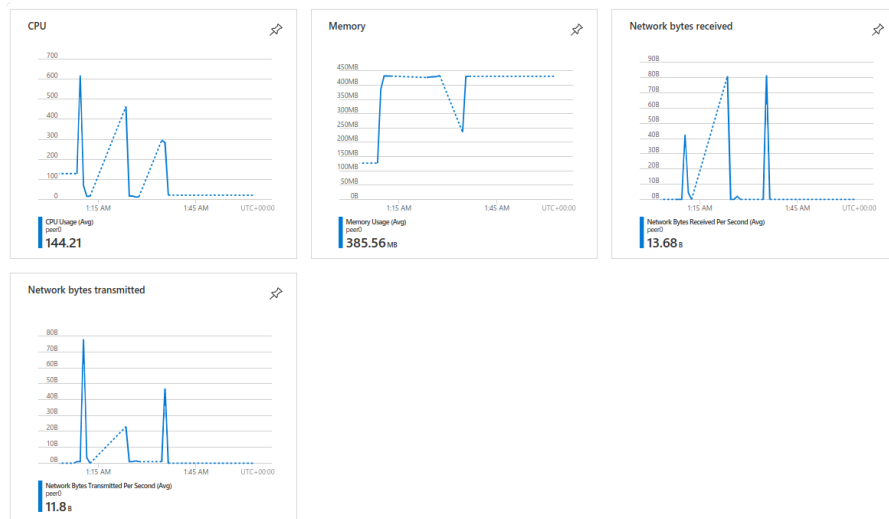 CPU
700
600
500
400
300
200
100
0
1:15 AM 1:45 AM UTC+00:00
CPU Usage (Avg)
peer0
144.21
Memory
450MB
400MB
350MB
300MB
250MB
200MB
150MB
100MB
50MB
0B
1:15 AM 1:45 AM UTC+00:00
Memory Usage (Avg)
peer0
385.56 MB
Network bytes received
90B
80B
70B
60B
50B
40B
30B
20B
10B
0B
1:15 AM 1:45 AM UTC+00:00
Network Bytes Received Per Second (Avg)
peer0
13.68 B
Network bytes transmitted
80B
70B
60B
50B
40B
30B
20B
10B
0B
1:15 AM 1:45 AM UTC+00:00
Network Bytes Transmitted Per Second (Avg)
peer0
11.8 B